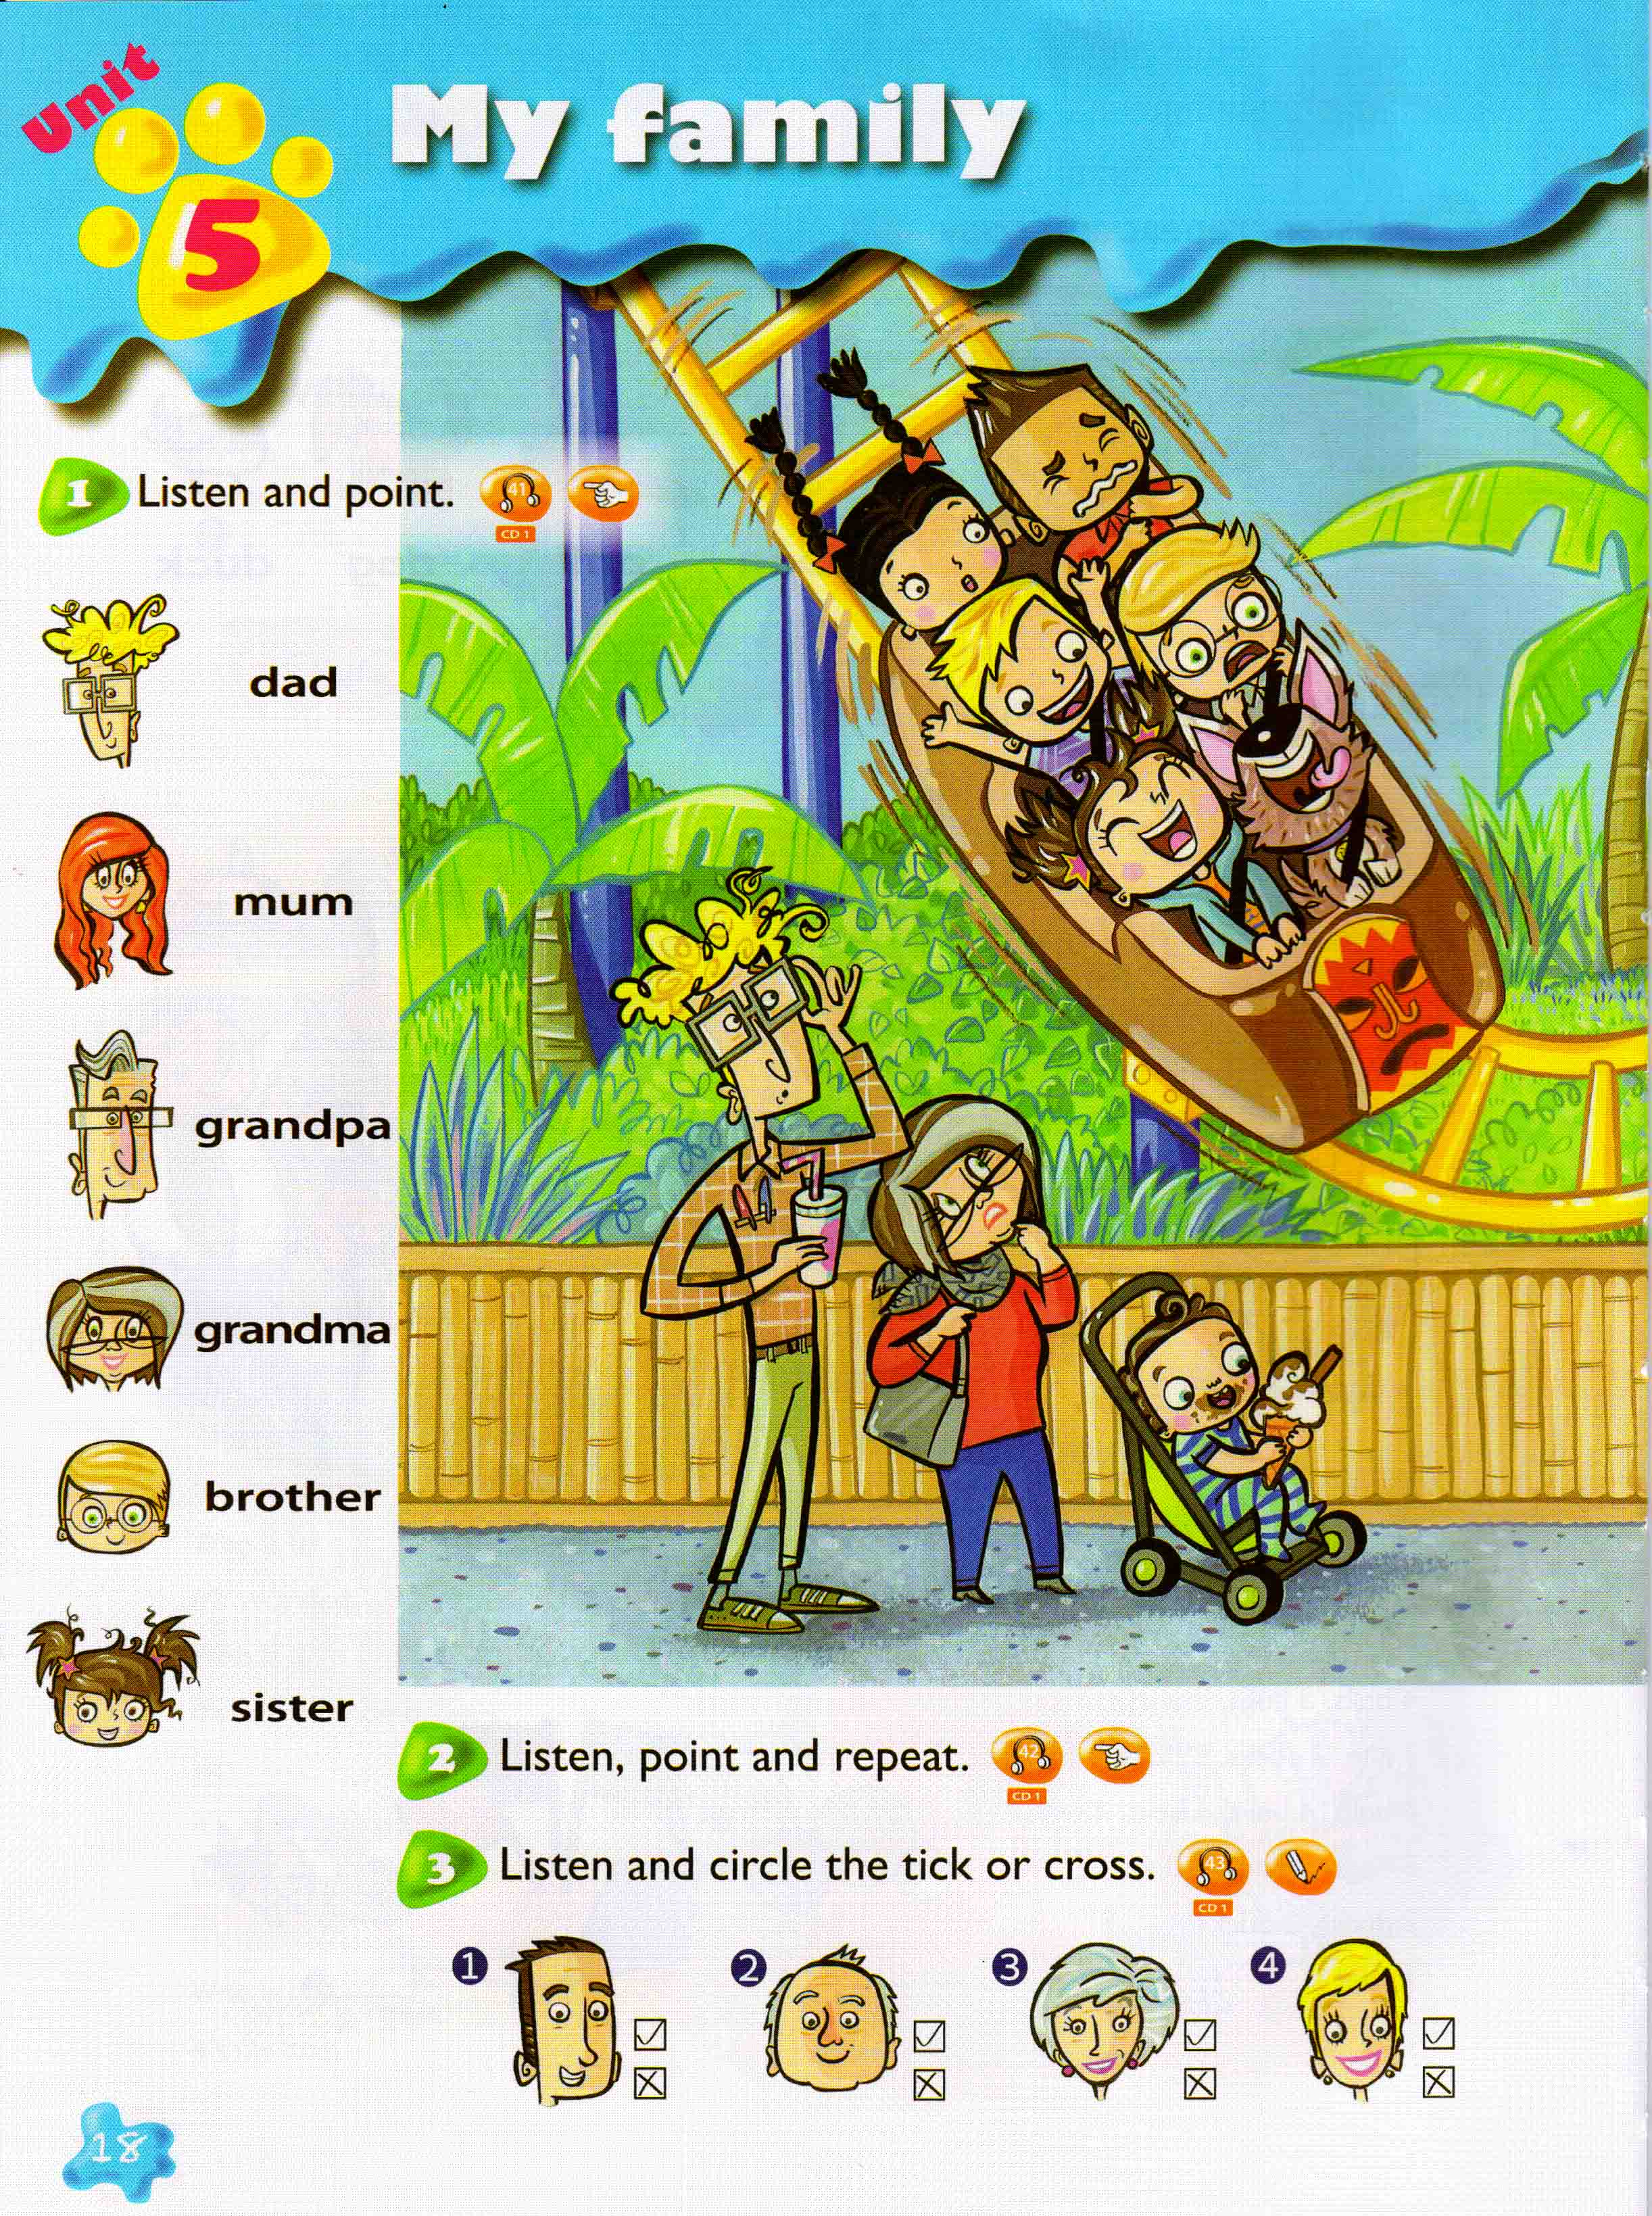 Unit
5
My family
1 Listen and point.
41
CD 1
dad
mum
grandpa
grandma
brother
sister
2 Listen, point and repeat.
42
CD 1
3 Listen and circle the tick or cross.
43
CD 1
1
2
3
4
18